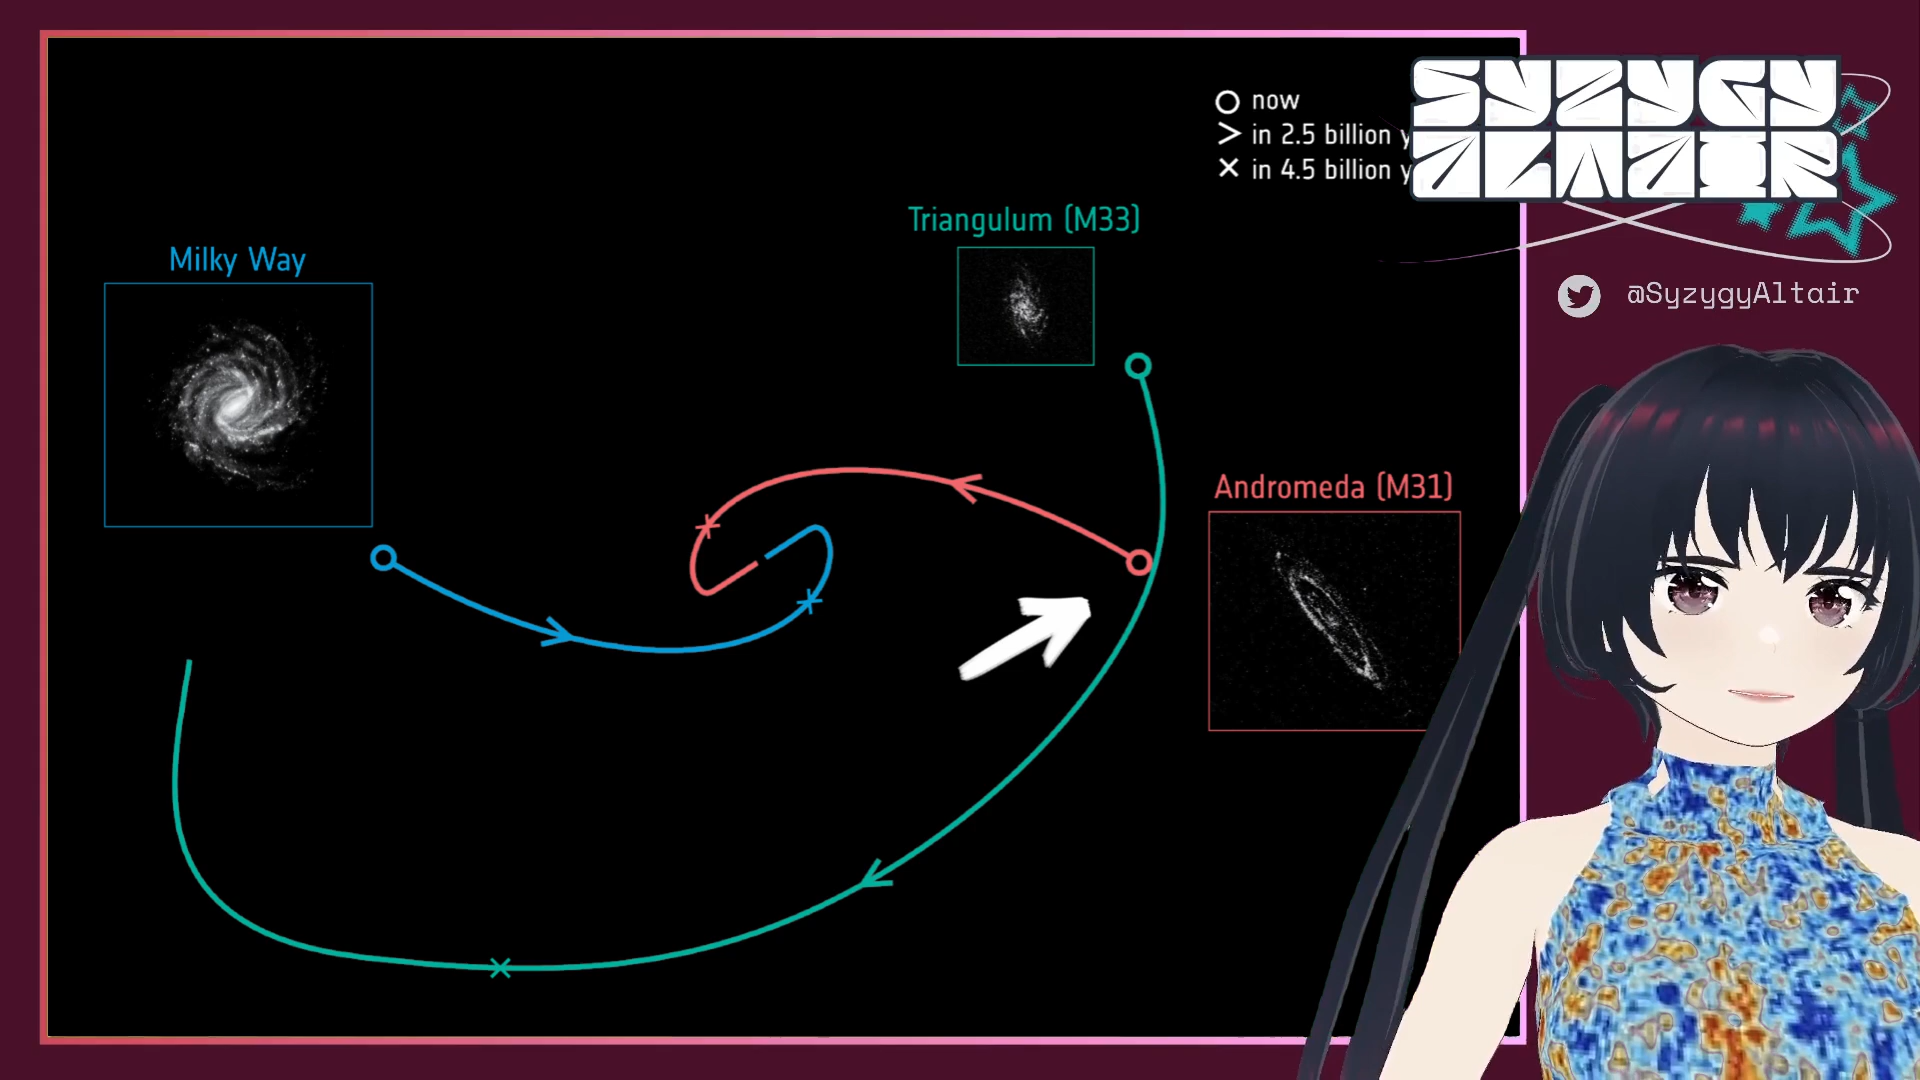 now
in 2.5 billion y
in 4.5 billion y
SYZYGY
ALTAIR
@SyzygyAltair
Triangulum (M33)
Milky Way
Andromeda (M31)